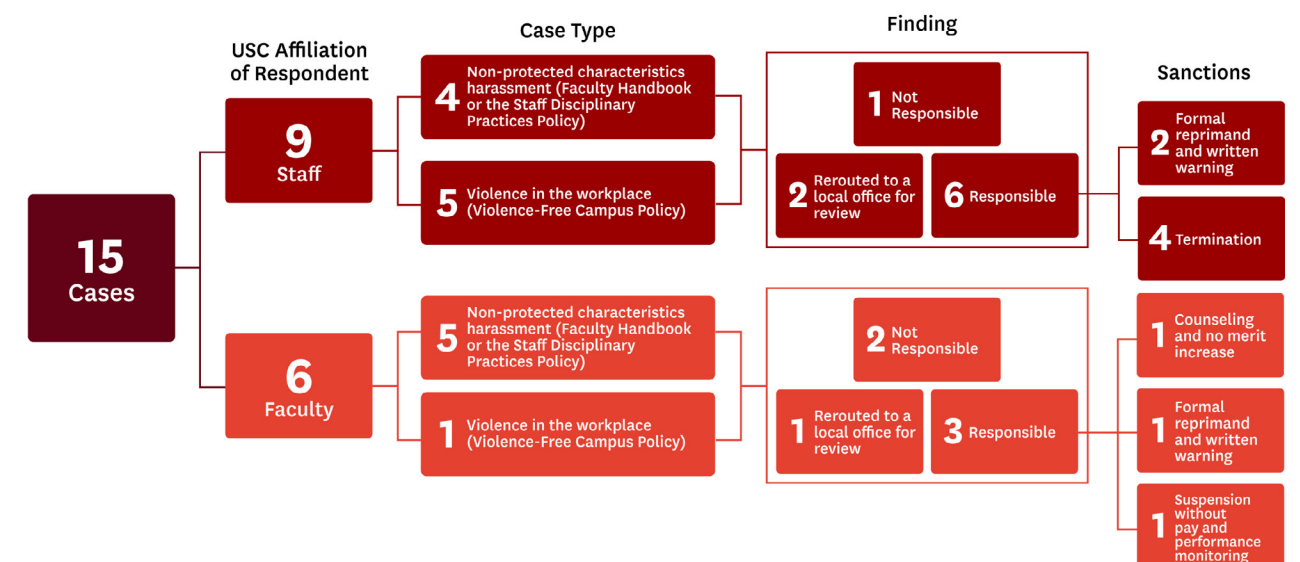 USC Affiliation
of Respondent
Case Type
Finding
Sanctions
15
Cases
9
Staff
4
Non-protected characteristics
harassment (Faculty Handbook
or the Staff Disciplinary
Practices Policy)
5
Violence in the workplace
(Violence-Free Campus Policy)
1
Not
Responsible
2
Rerouted to a
local office for
review
6
Responsible
2
Formal
reprimand
and written
warning
4
Termination
6
Faculty
5
Non-protected characteristics
harassment (Faculty Handbook
or the Staff Disciplinary
Practices Policy)
1
Violence in the workplace
(Violence-Free Campus Policy)
2
Not
Responsible
1
Rerouted to a
local office for
review
3
Responsible
1
Counseling
and no merit
increase
1
Formal
reprimand
and written
warning
1
Suspension
without
pay and
performance
monitoring